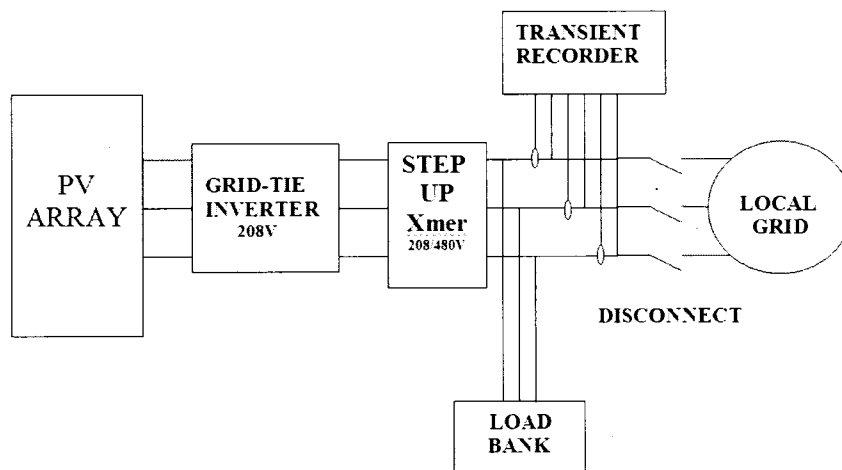 TRANSIENT
RECORDER
PV
ARRAY
GRID-TIE
INVERTER
208V
STEP
UP
Xmer
208/480V
LOCAL
GRID
DISCONNECT
LOAD
BANK